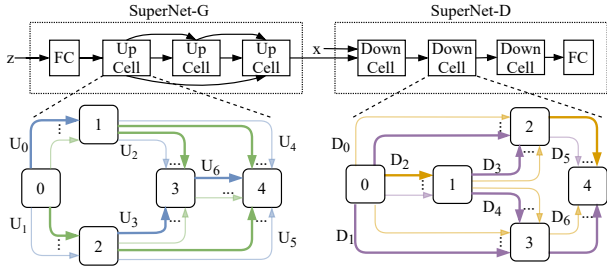 SuperNet-G
SuperNet-D
z
FC
Up
Cell
Up
Cell
Up
Cell
x
Down
Cell
Down
Cell
Down
Cell
FC
U0
1
...
U2
U4
0
...
3
U6
...
4
U1
...
2
U3
...
U5
D0
...
2
D2
D3
...
D5
0
...
1
...
4
D1
D4
...
3
D6
...